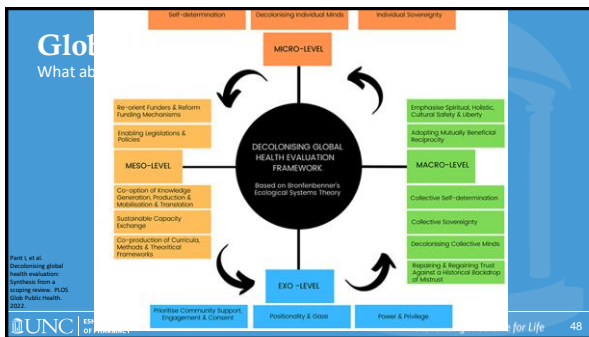 Glob
What ab
Self-determination
Decolonising Individual Minds
Individual Sovereignty
MICRO-LEVEL
Re-orient Funders & Reform
Funding Mechanisms
Enabling Legislations &
Policies
MESO-LEVEL
Co-option of Knowledge
Generation, Production &
Mobilisation & Translation
Sustainable Capacity
Exchange
Co-production of Curricula,
Methods & Theoritical
Frameworks
DECOLONISING GLOBAL
HEALTH EVALUATION
FRAMEWORK
Based on Bronfenbenner's
Ecological Systems Theory
Emphasise Spiritual, Holistic,
Cultural Safety & Liberty
Adopting Mutually Beneficial
Reciprocity
MACRO-LEVEL
Collective Self-determination
Collective Sovereignty
Decolonising Collective Minds
Repairing & Regaining Trust
Against a Historical Backdrop
of Mistrust
EXO -LEVEL
Prioritise Community Support,
Engagement & Consent
Positionality & Gaze
Power & Privilege
Pant I, et al.
Decolonising global
health evaluation:
Synthesis from a
scoping review. PLOS
Glob Public Health.
2022.
UNC
ESH
OF PHARMACY
for Life
48